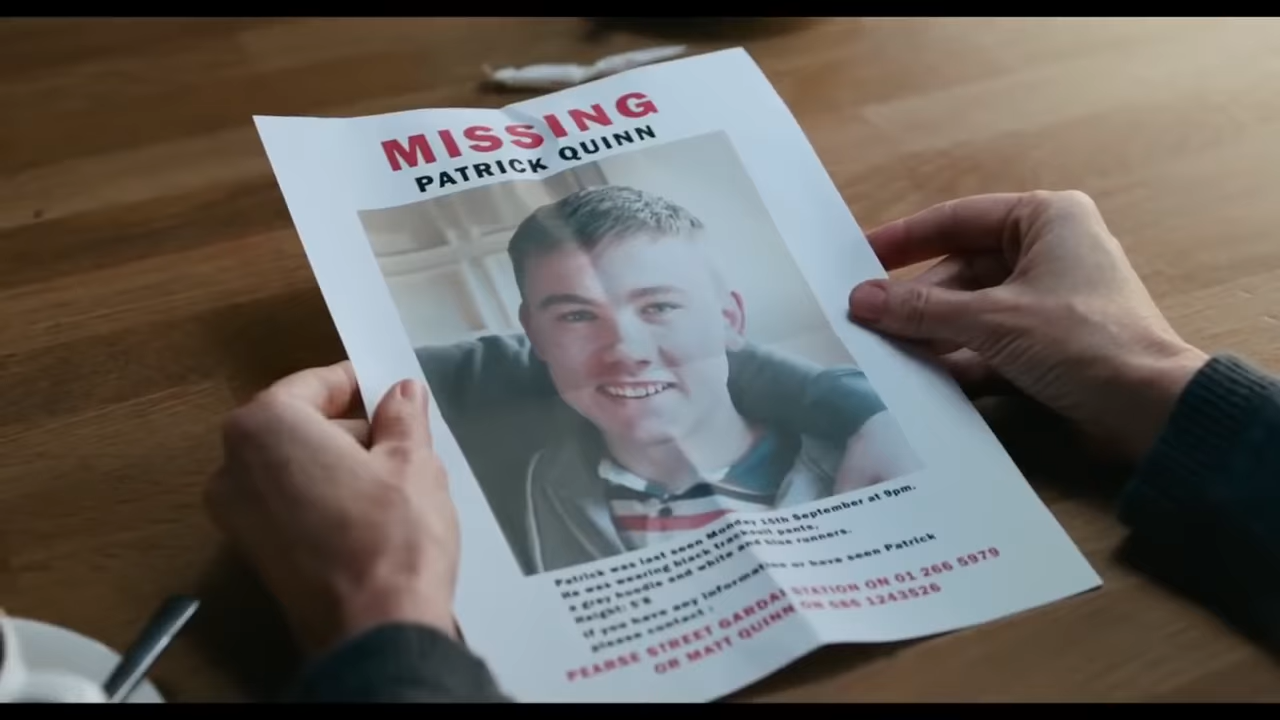 MISSING
PATRICK QUINN
Patrick was last seen Monday 15th September at 9pm.
He was wearing black tracksuit pants,
a grey hoodie and white and blue runners.
Height: 5'8
If you have any information or have seen Patrick
please contact :
PEARSE STREET GARDAI STATION ON 01 266 5979
OR MATT QUINN ON 086 1243526